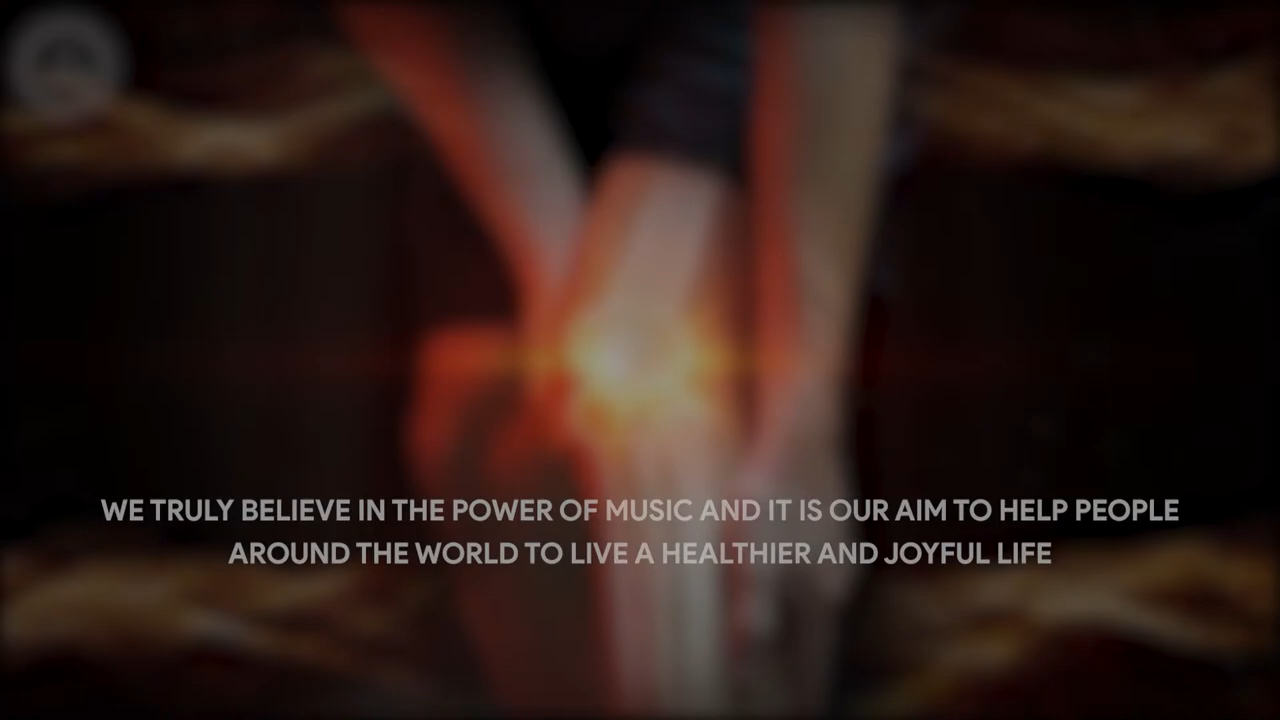 WE TRULY BELIEVE IN THE POWER OF MUSIC AND IT IS OUR AIM TO HELP PEOPLE
AROUND THE WORLD TO LIVE A HEALTHIER AND JOYFUL LIFE